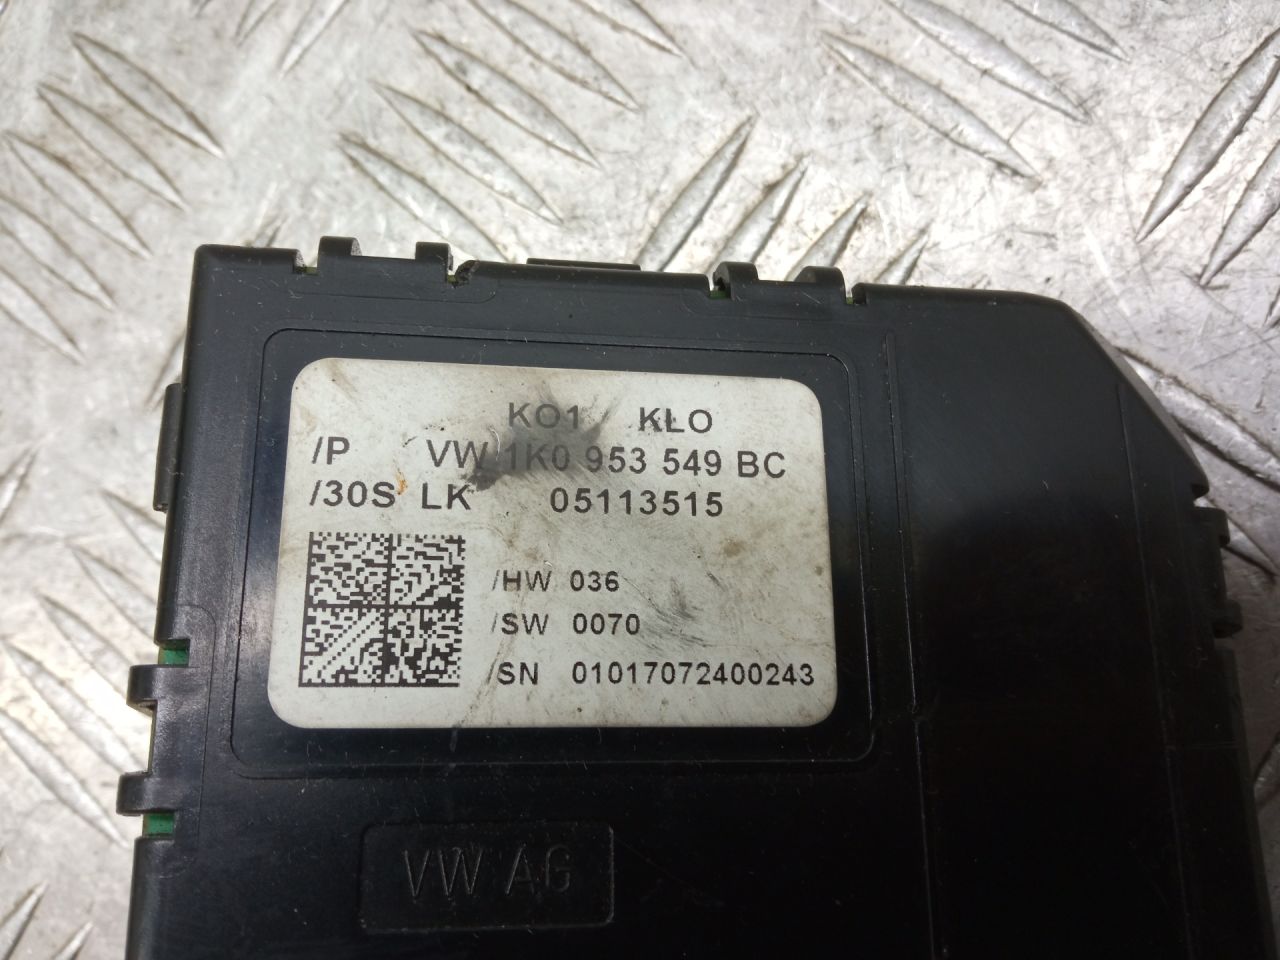 KO1 KLO
/P VW 1K0 953 549 BC
/30S LK 05113515
/HW 036
/SW 0070
/SN 01017072400243
VW AG